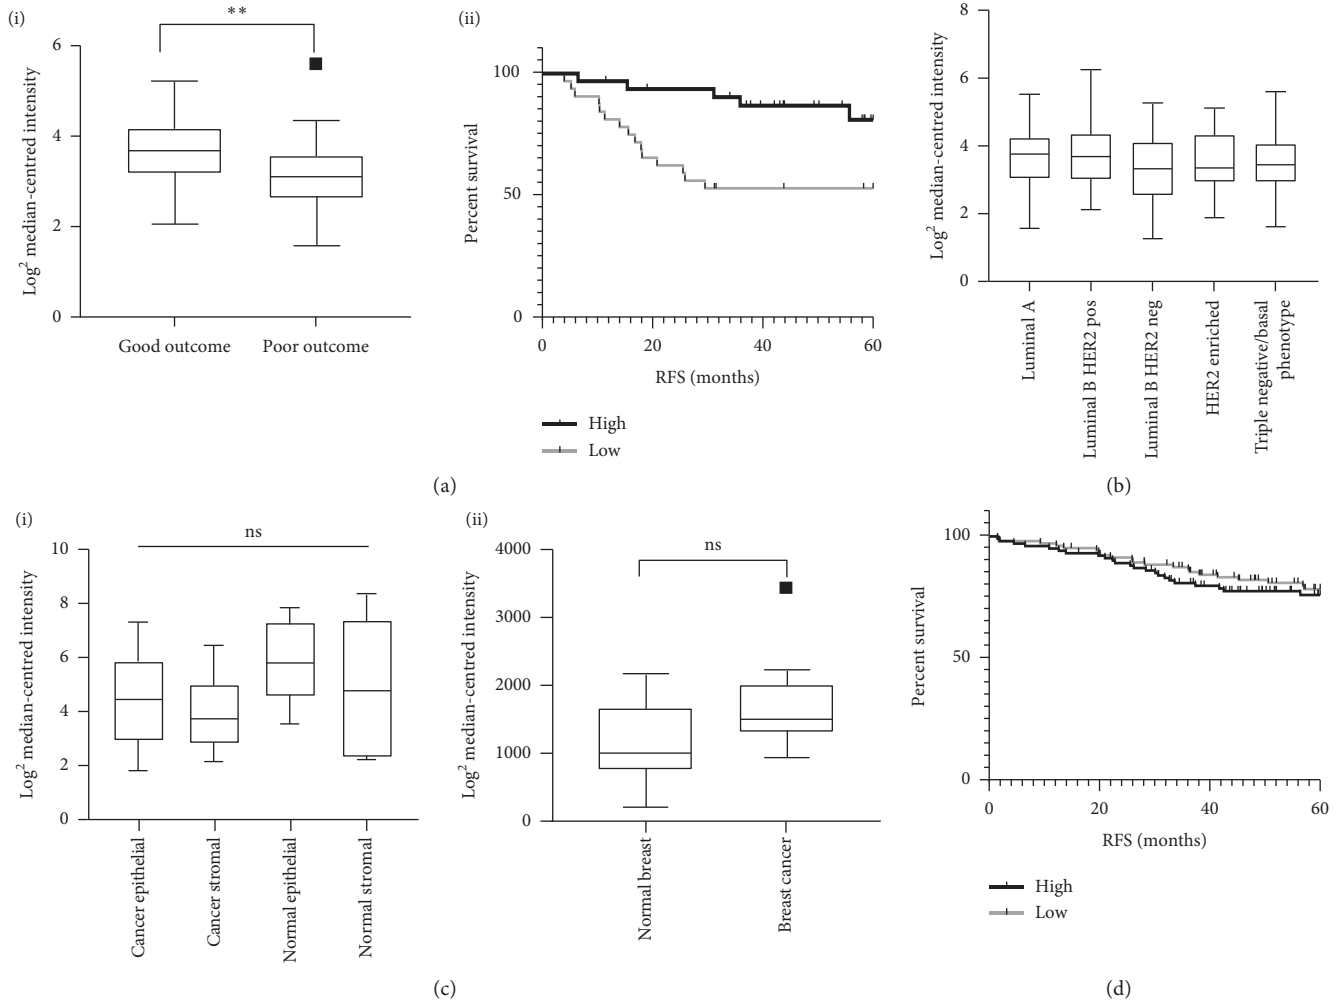 (i)
**
Log2 median-centred intensity
6
4
2
0
Good outcome
Poor outcome
(ii)
Percent survival
100
50
0
0
20
40
60
RFS (months)
High
Low
(a)
Log2 median-centred intensity
8
6
4
2
0
Luminal A
Luminal B HER2 pos
Luminal B HER2 neg
HER2 enriched
Triple negative/basal
phenotype
(b)
(i)
ns
Log2 median-centred intensity
10
8
6
4
2
0
Cancer epithelial
Cancer stromal
Normal epithelial
Normal stromal
(ii)
ns
Log2 median-centred intensity
4000
3000
2000
1000
0
Normal breast
Breast cancer
(c)
Percent survival
100
50
0
0
20
40
60
RFS (months)
High
Low
(d)